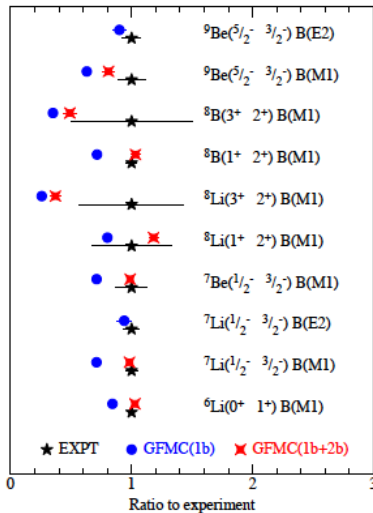 ⁹Be(⁵/₂⁻ ³/₂⁻) B(E2)
⁹Be(⁵/₂⁻ ³/₂⁻) B(M1)
⁸B(3⁺ 2⁺) B(M1)
⁸B(1⁺ 2⁺) B(M1)
⁸Li(3⁺ 2⁺) B(M1)
⁸Li(1⁺ 2⁺) B(M1)
⁷Be(¹/₂⁻ ³/₂⁻) B(M1)
⁷Li(¹/₂⁻ ³/₂⁻) B(E2)
⁷Li(¹/₂⁻ ³/₂⁻) B(M1)
⁶Li(0⁺ 1⁺) B(M1)
EXPT GFMC(1b) GFMC(1b+2b)
0 1 2 3
Ratio to experiment